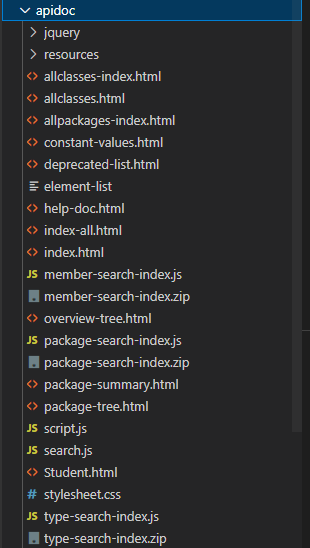 apidoc
jquery
resources
allclasses-index.html
allclasses.html
allpackages-index.html
constant-values.html
deprecated-list.html
element-list
help-doc.html
index-all.html
index.html
JS member-search-index.js
member-search-index.zip
overview-tree.html
JS package-search-index.js
package-search-index.zip
package-summary.html
package-tree.html
JS script.js
JS search.js
Student.html
# stylesheet.css
JS type-search-index.js
type-search-index.zip